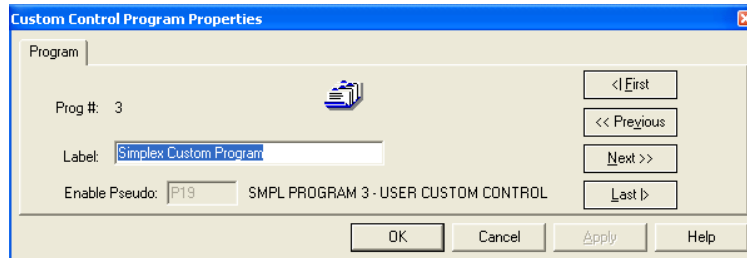 Custom Control Program Properties
Program
Prog #: 3
<| First
<< Previous
Label: Simplex Custom Program
Next >>
Enable Pseudo: P19 SMPL PROGRAM 3 - USER CUSTOM CONTROL
Last |>
OK Cancel Apply Help